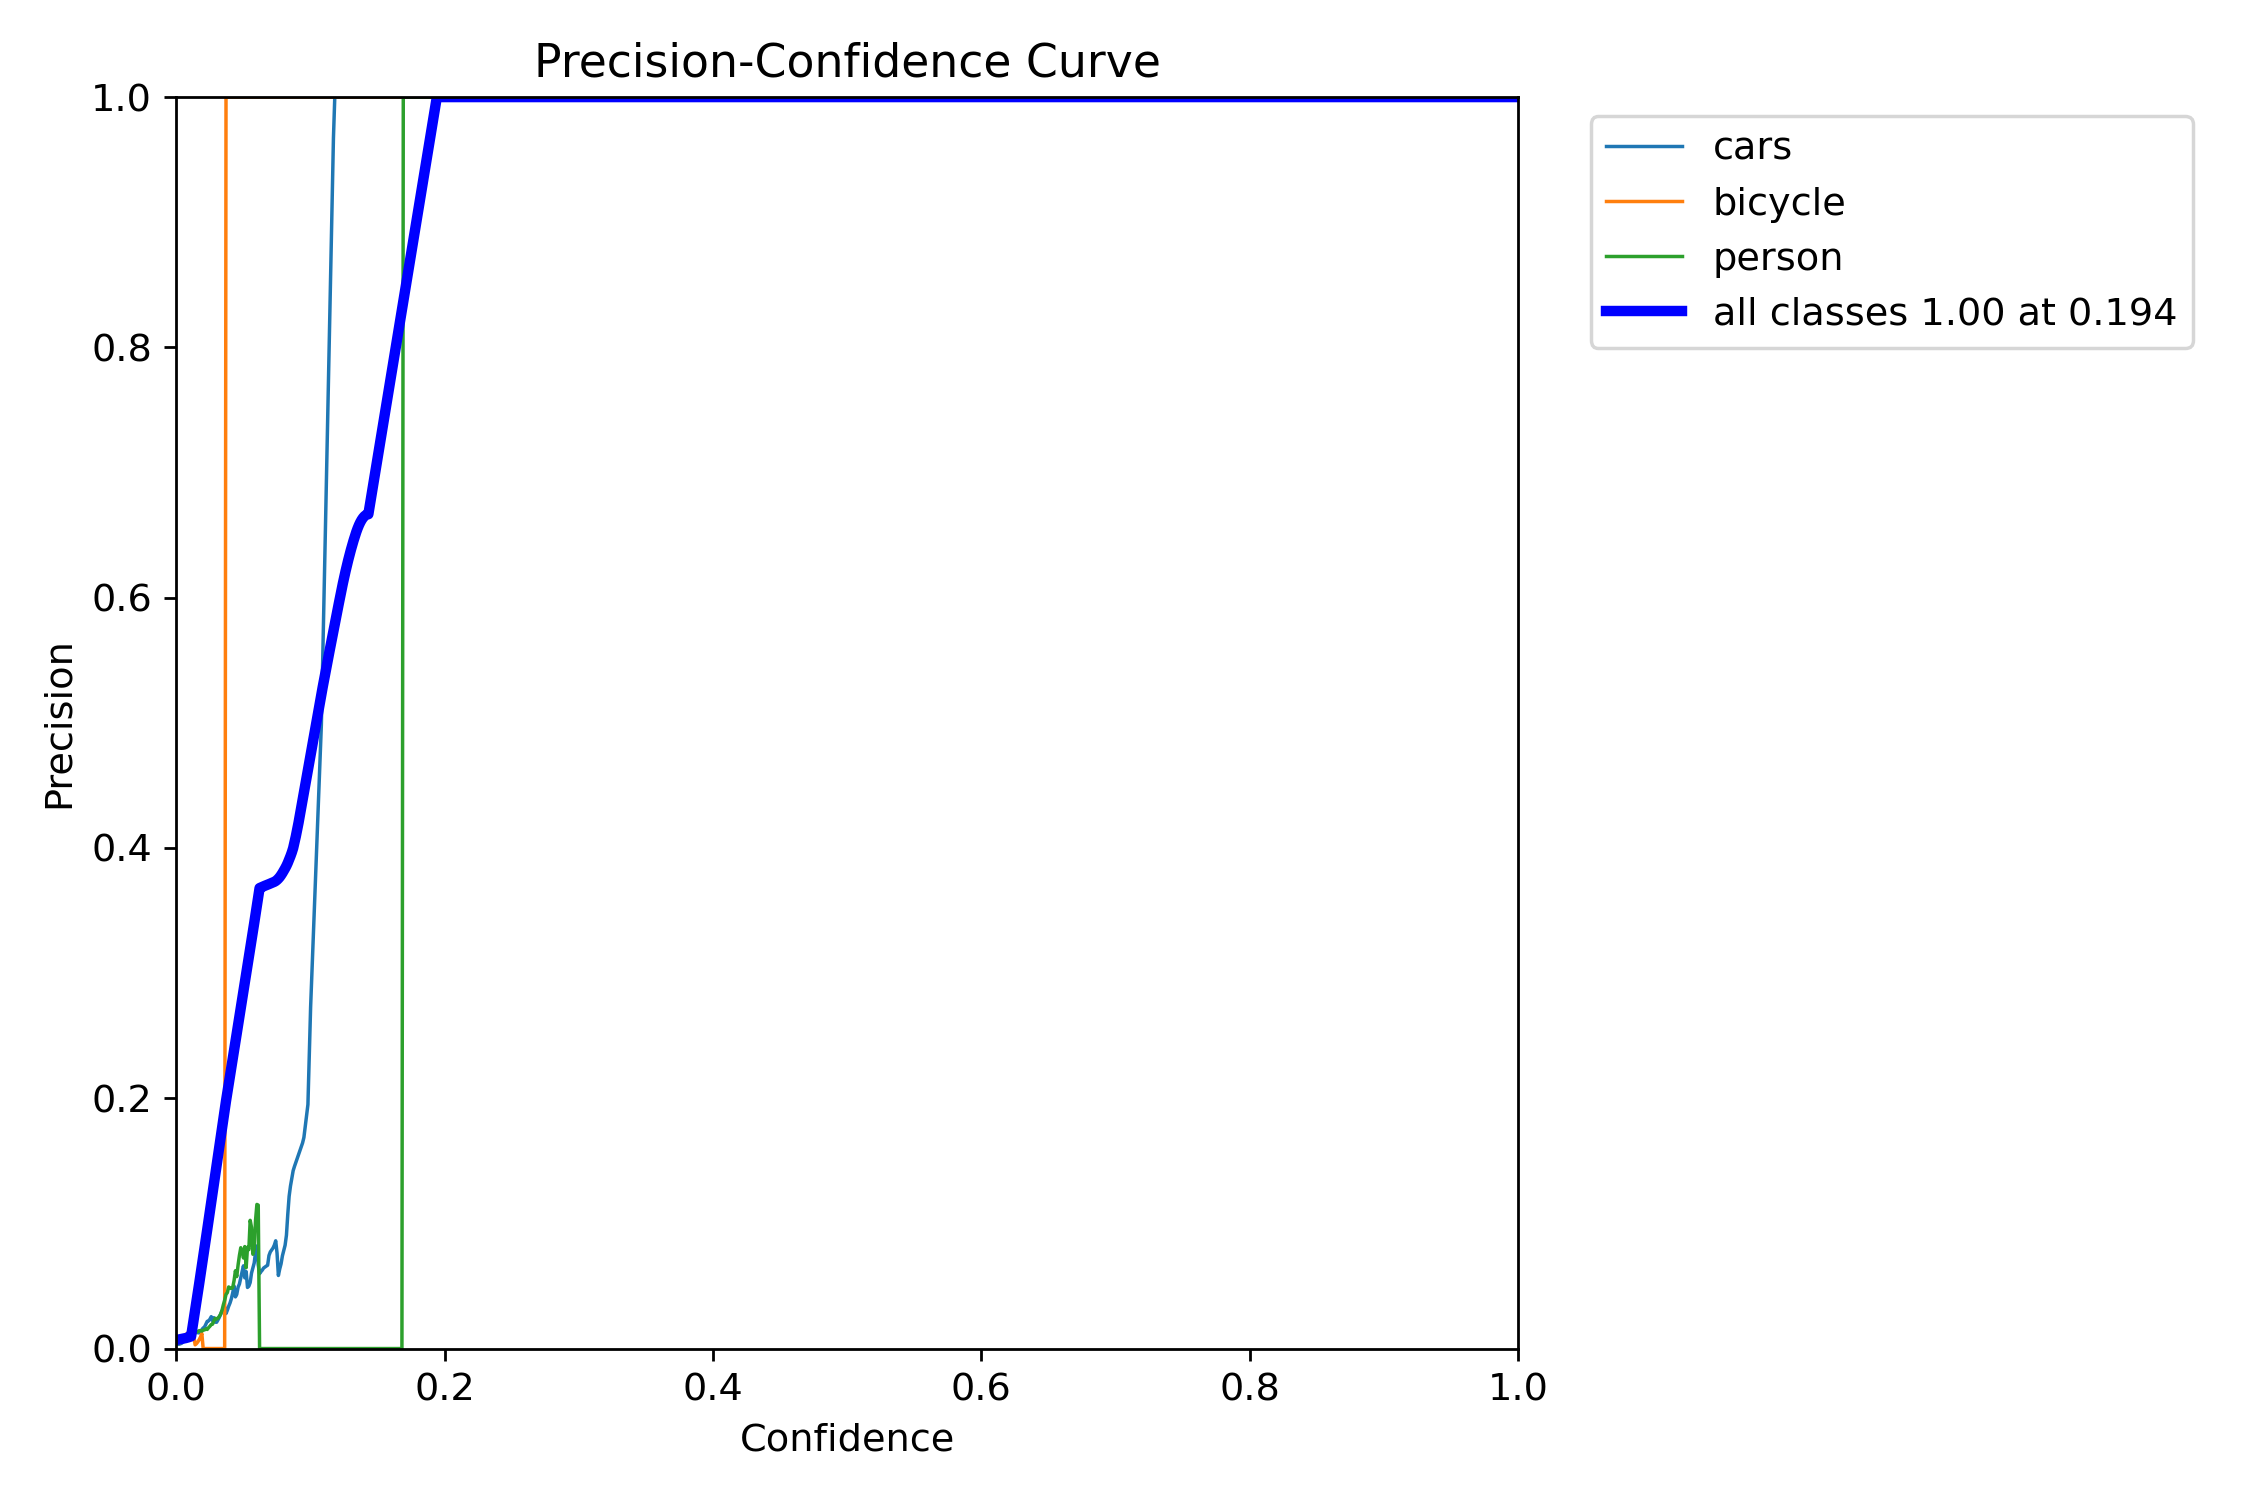 Precision-Confidence Curve
1.0
0.8
0.6
0.4
0.2
0.0
Precision
0.0 0.2 0.4 0.6 0.8 1.0
Confidence
cars
bicycle
person
all classes 1.00 at 0.194